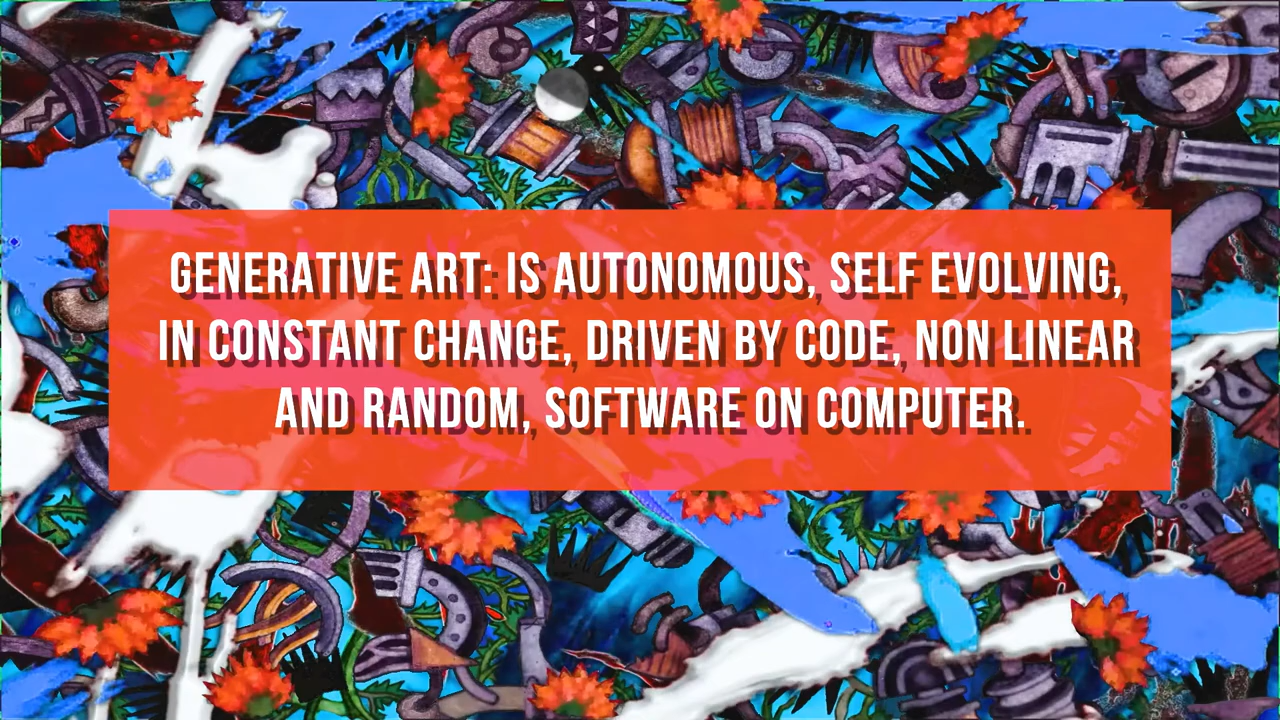 GENERATIVE ART: IS AUTONOMOUS, SELF EVOLVING,
IN CONSTANT CHANGE, DRIVEN BY CODE, NON LINEAR
AND RANDOM, SOFTWARE ON COMPUTER.